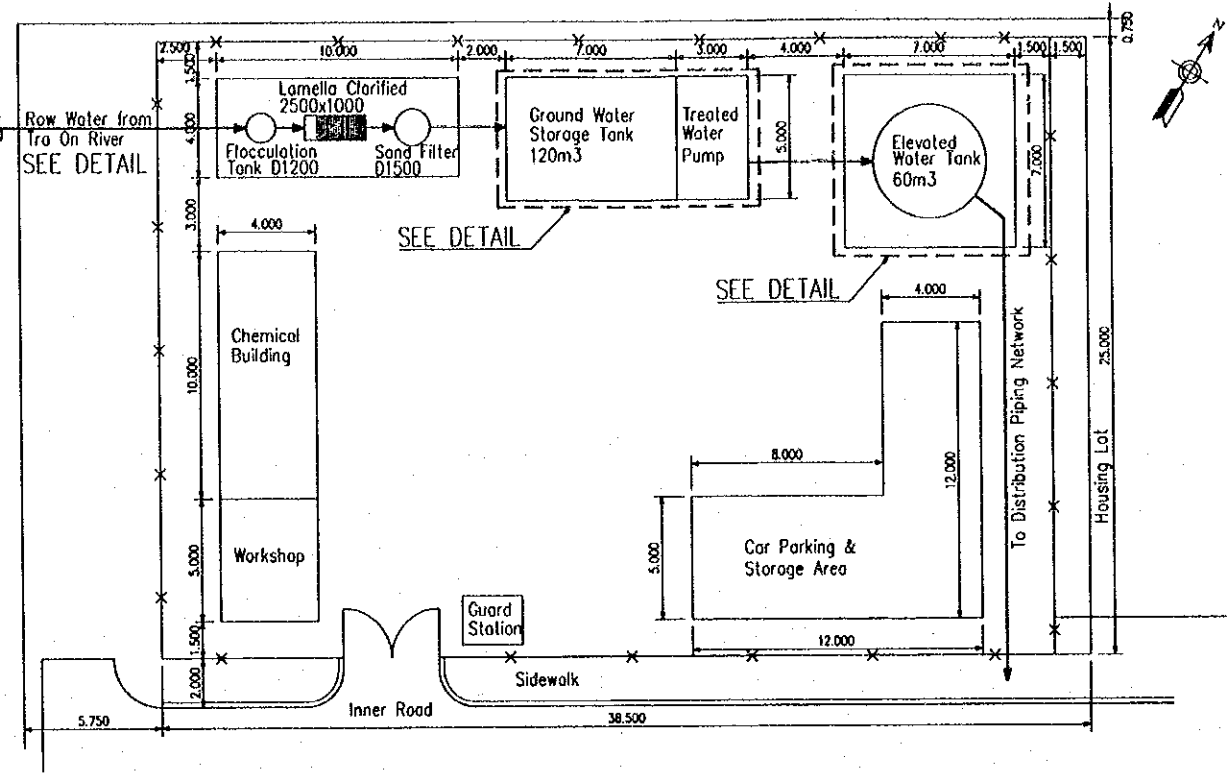 0.750
N
2.500
10.000
2.000
7.000
3.000
4.000
7.000
1.500
1.500
1.500
Lamella Clarified
2500x1000
Row Water from
Tra On River
SEE DETAIL
4.000
Flocculation
Tank D1200
Sand Filter
D1500
Ground Water
Storage Tank
120m3
Treated
Water
Pump
5.000
Elevated
Water Tank
60m3
7.000
3.000
4.000
SEE DETAIL
SEE DETAIL
4.000
Chemical
Building
10.000
25.000
Housing Lot
To Distribution Piping Network
8.000
12.000
5.000
Workshop
5.000
Car Parking &
Storage Area
Guard
Station
1.500
12.000
2.000
Sidewalk
Inner Road
5.750
38.500